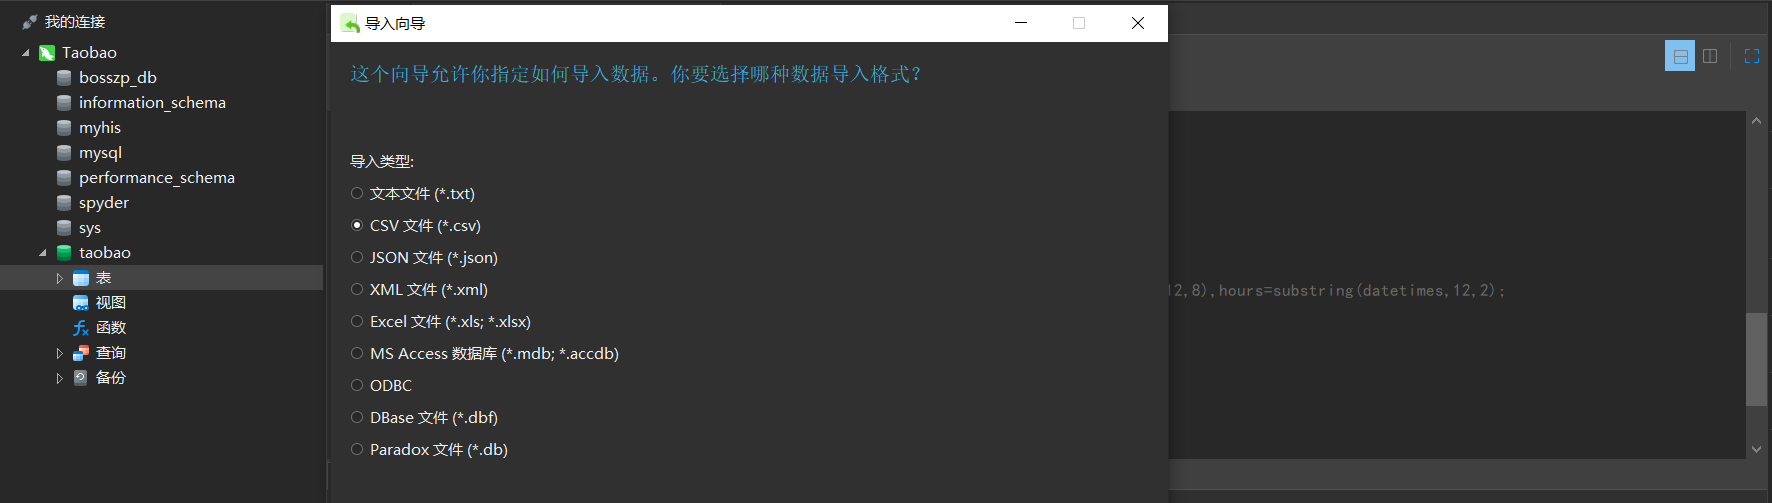 我的连接
Taobao
bosszp_db
information_schema
myhis
mysql
performance_schema
spyder
sys
taobao
表
视图
函数
查询
备份
导入向导
这个向导允许你指定如何导入数据。你要选择哪种数据导入格式？
导入类型:
文本文件 (*.txt)
CSV 文件 (*.csv)
JSON 文件 (*.json)
XML 文件 (*.xml)
Excel 文件 (*.xls; *.xlsx)
MS Access 数据库 (*.mdb; *.accdb)
ODBC
DBase 文件 (*.dbf)
Paradox 文件 (*.db)
12,8),hours=substring(datetimes,12,2);